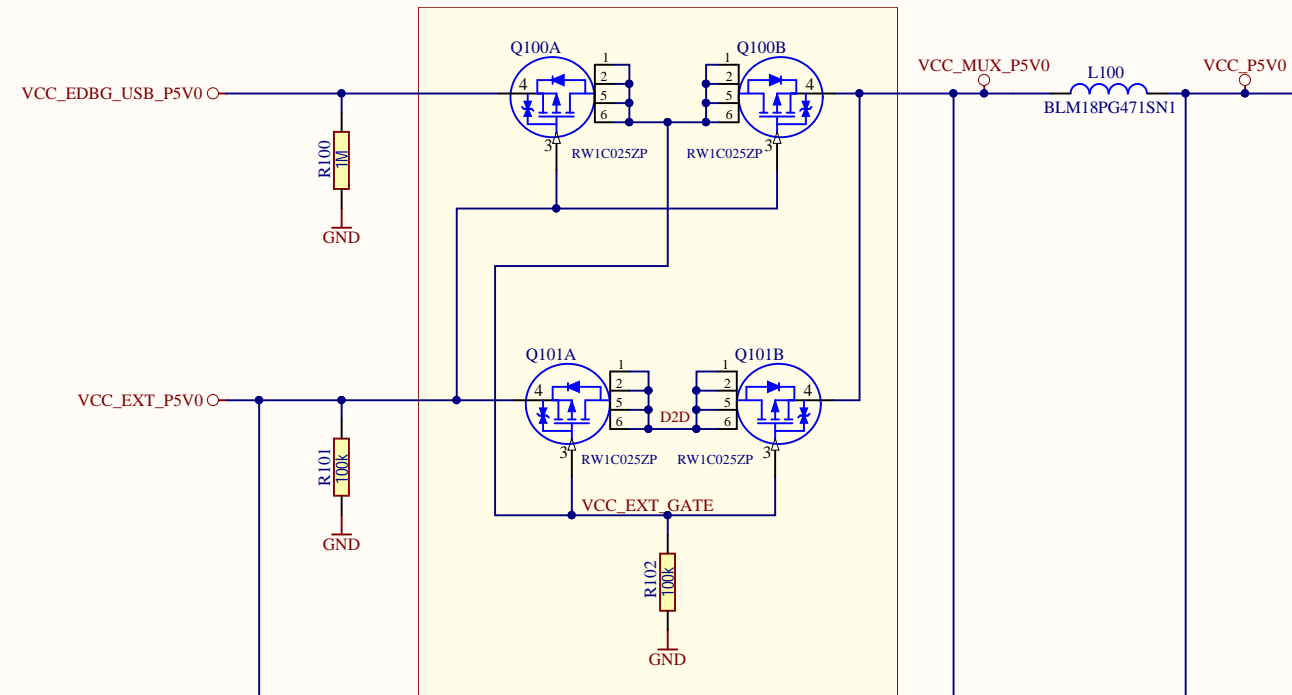 Q100A
Q100B
1
2
5
6
4
3
RW1C025ZP
1
2
5
6
4
3
RW1C025ZP
VCC_EDBG_USB_P5V0
VCC_MUX_P5V0
L100
BLM18PG471SN1
VCC_P5V0
R100
1M
GND
Q101A
Q101B
1
2
5
6
4
3
RW1C025ZP
D2D
1
2
5
6
4
3
RW1C025ZP
VCC_EXT_P5V0
R101
100k
GND
VCC_EXT_GATE
R102
100k
GND